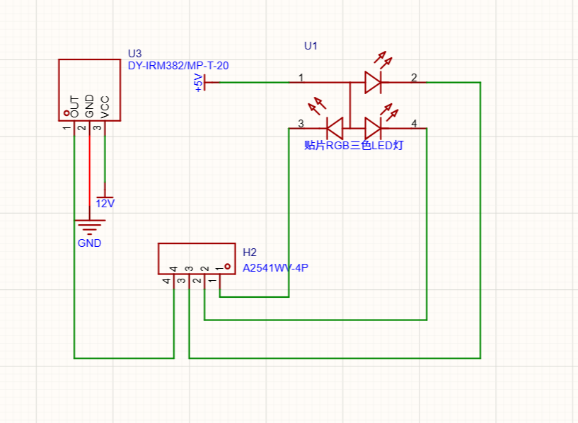 U3
DY-IRM382/MP-T-20
OUT
GND
VCC
1
2
3
12V
GND
+5V
U1
1
2
3
4
贴片RGB三色LED灯
H2
A2541WV-4P
4
3
2
1
4
3
2
1